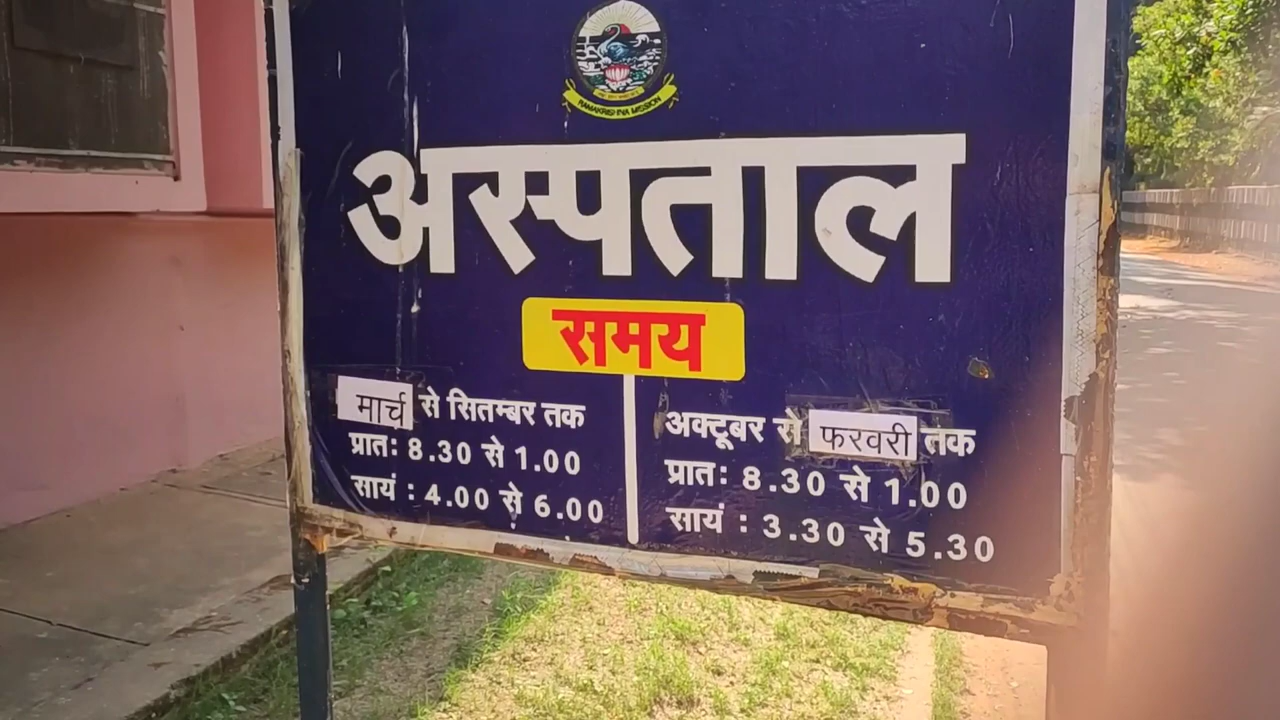 RAMAKRISHNA MISSION
अस्पताल
समय
मार्च से सितम्बर तक
प्रातः 8.30 से 1.00
सायं : 4.00 से 6.00
अक्टूबर से फरवरी तक
प्रातः 8.30 से 1.00
सायं : 3.30 से 5.30